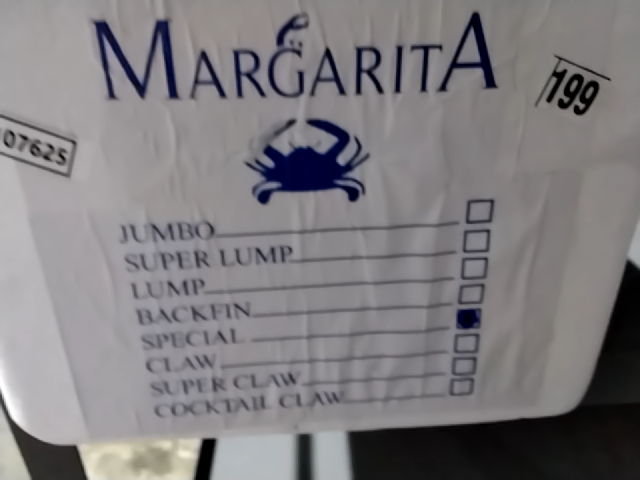 MARGARITA
199
07625
JUMBO
SUPER LUMP
LUMP
BACKFIN
SPECIAL
CLAW
SUPER CLAW
COCKTAIL CLAW